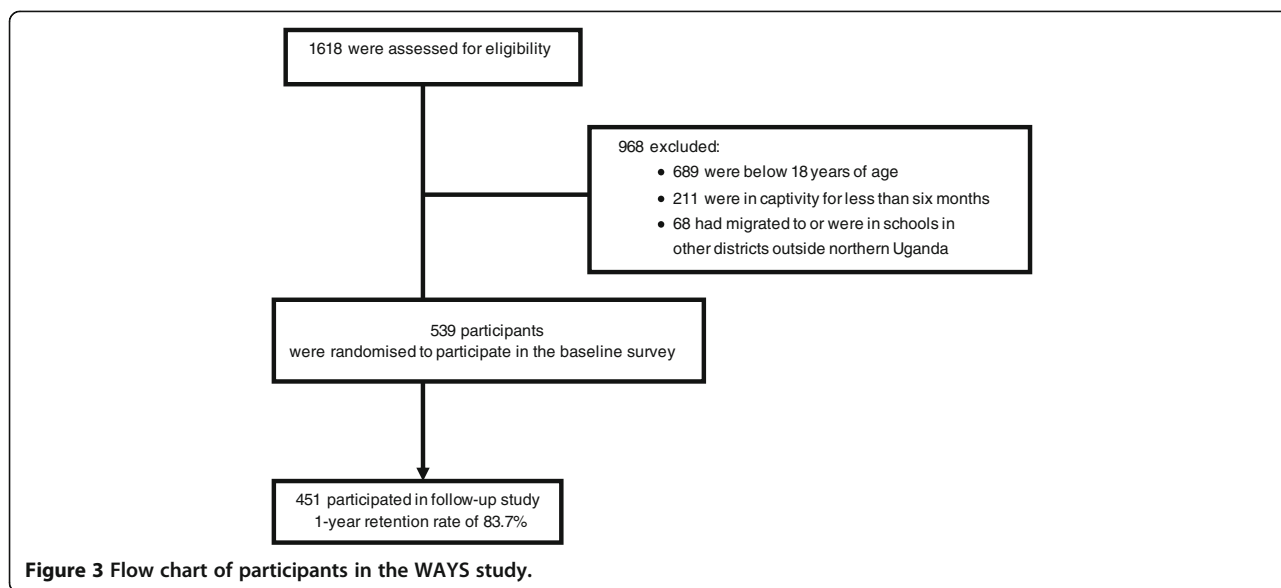 1618 were assessed for eligibility
968 excluded:
• 689 were below 18 years of age
• 211 were in captivity for less than six months
• 68 had migrated to or were in schools in
other districts outside northern Uganda
539 participants
were randomised to participate in the baseline survey
451 participated in follow-up study
1-year retention rate of 83.7%
Figure 3 Flow chart of participants in the WAYS study.